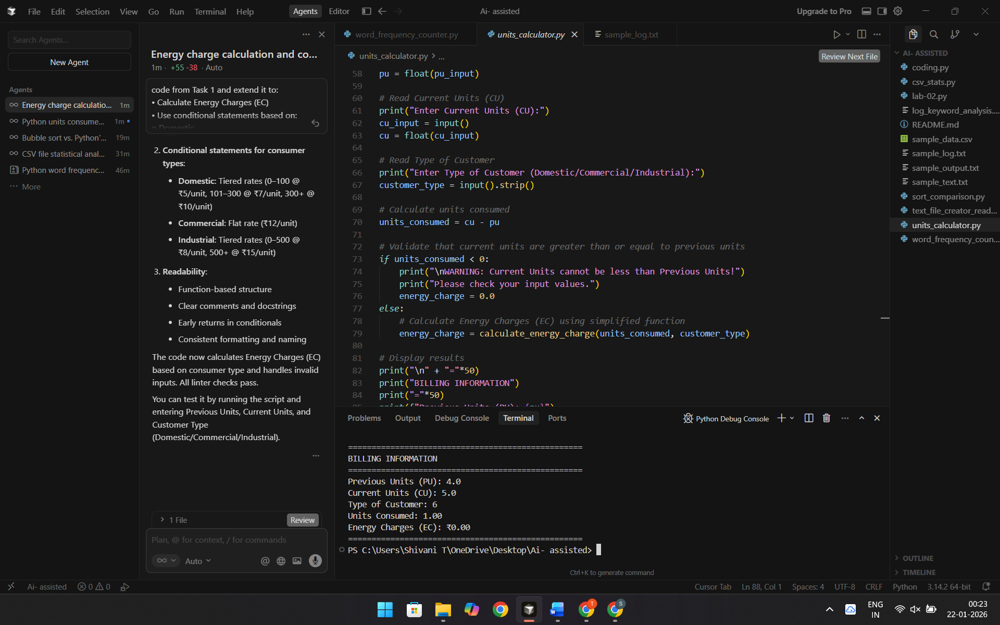 File Edit Selection View Go Run Terminal Help
Agents Editor
Ai- assisted
Upgrade to Pro
Search Agents...
New Agent
Agents
Energy charge calculatio... 1m
Python units consume... 1m
Bubble sort vs. Python'... 19m
CSV file statistical anal... 31m
Python word frequenc... 46m
More
Energy charge calculation and co...
1m · +55 -38 · Auto
code from Task 1 and extend it to:
• Calculate Energy Charges (EC)
• Use conditional statements based on:
o Domestic
2. Conditional statements for consumer
types:
• Domestic: Tiered rates (0–100 @
₹5/unit, 101–300 @ ₹7/unit, 300+ @
₹10/unit)
• Commercial: Flat rate (₹12/unit)
• Industrial: Tiered rates (0–500 @
₹8/unit, 500+ @ ₹15/unit)
3. Readability:
• Function-based structure
• Clear comments and docstrings
• Early returns in conditionals
• Consistent formatting and naming
The code now calculates Energy Charges (EC)
based on consumer type and handles invalid
inputs. All linter checks pass.
You can test it by running the script and
entering Previous Units, Current Units, and
Customer Type
(Domestic/Commercial/Industrial).
1 File Review
Plan, @ for context, / for commands
Auto
word_frequency_counter.py units_calculator.py sample_log.txt
units_calculator.py > ...
Review Next File
58 pu = float(pu_input)
59
60 # Read Current Units (CU)
61 print("Enter Current Units (CU):")
62 cu_input = input()
63 cu = float(cu_input)
64
65 # Read Type of Customer
66 print("Enter Type of Customer (Domestic/Commercial/Industrial):")
67 customer_type = input().strip()
68
69 # Calculate units consumed
70 units_consumed = cu - pu
71
72 # Validate that current units are greater than or equal to previous units
73 if units_consumed < 0:
74 print("\nWARNING: Current Units cannot be less than Previous Units!")
75 print("Please check your input values.")
76 energy_charge = 0.0
77 else:
78 # Calculate Energy Charges (EC) using simplified function
79 energy_charge = calculate_energy_charge(units_consumed, customer_type)
80
81 # Display results
82 print("\n" + "="*50)
83 print("BILLING INFORMATION")
84 print("="*50)
85 print(f"Previous Units (PU): {pu}")
Problems Output Debug Console Terminal Ports
Python Debug Console
==================================================
BILLING INFORMATION
==================================================
Previous Units (PU): 4.0
Current Units (CU): 5.0
Type of Customer: 6
Units Consumed: 1.00
Energy Charges (EC): ₹0.00
==================================================
PS C:\Users\Shivani T\OneDrive\Desktop\Ai- assisted>
Ctrl+K to generate command
AI- ASSISTED
coding.py
csv_stats.py
lab-02.py
log_keyword_analysis....
README.md
sample_data.csv
sample_log.txt
sample_output.txt
sample_text.txt
sort_comparison.py
text_file_creator_read...
units_calculator.py
word_frequency_coun...
OUTLINE
TIMELINE
Ai- assisted 0 0
Cursor Tab Ln 88, Col 1 Spaces: 4 UTF-8 CRLF Python 3.14.2 64-bit
T
S
ENG
IN
00:23
22-01-2026